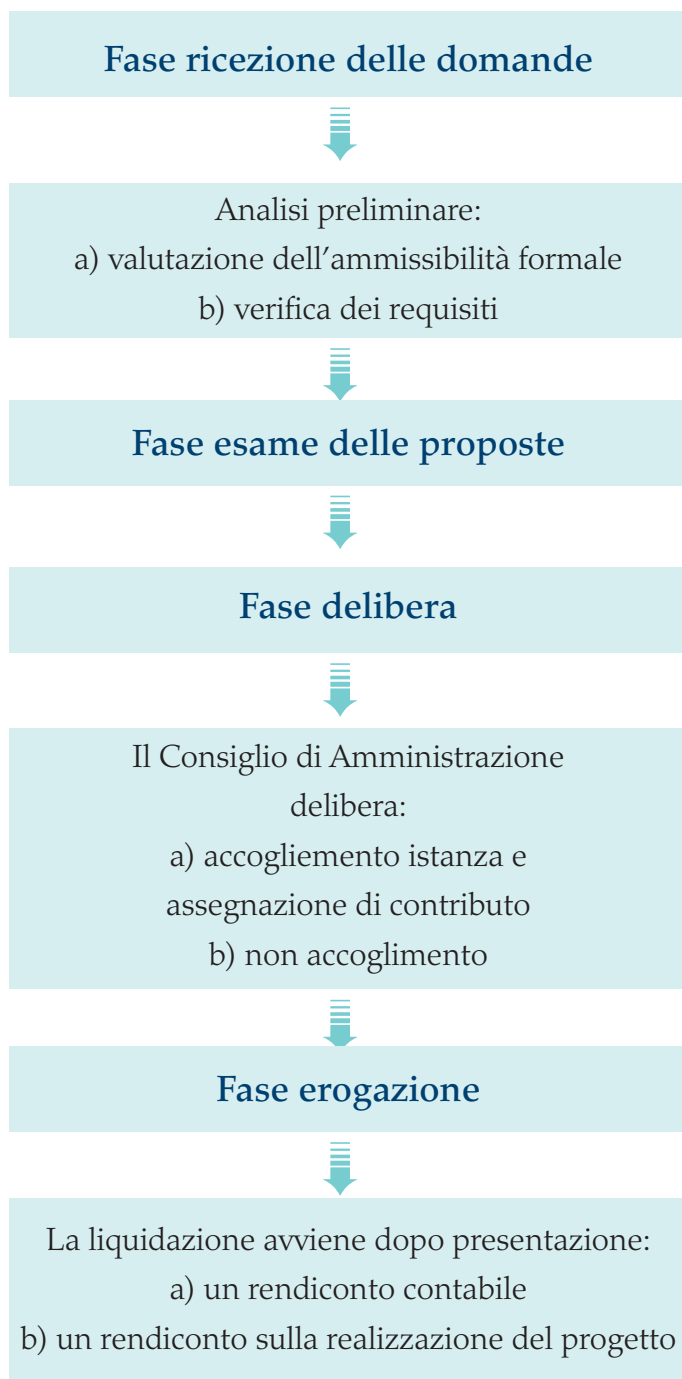 Fase ricezione delle domande
Analisi preliminare:
a) valutazione dell’ammissibilità formale
b) verifica dei requisiti
Fase esame delle proposte
Fase delibera
Il Consiglio di Amministrazione
delibera:
a) accogliemento istanza e
assegnazione di contributo
b) non accoglimento
Fase erogazione
La liquidazione avviene dopo presentazione:
a) un rendiconto contabile
b) un rendiconto sulla realizzazione del progetto